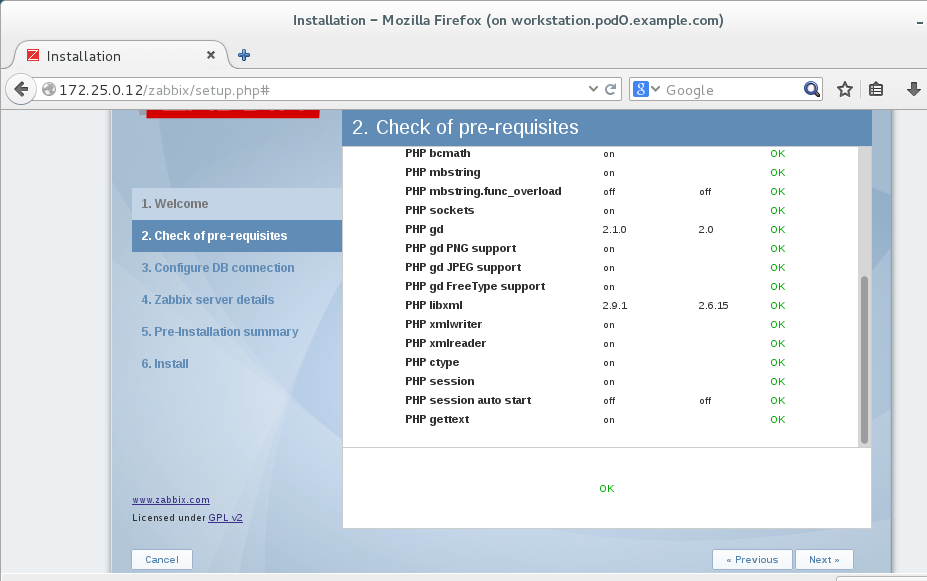 Installation – Mozilla Firefox (on workstation.pod0.example.com)
Installation
172.25.0.12/zabbix/setup.php#
Google
2. Check of pre-requisites
1. Welcome
2. Check of pre-requisites
3. Configure DB connection
4. Zabbix server details
5. Pre-Installation summary
6. Install
PHP bcmath on OK
PHP mbstring on OK
PHP mbstring.func_overload off off OK
PHP sockets on OK
PHP gd 2.1.0 2.0 OK
PHP gd PNG support on OK
PHP gd JPEG support on OK
PHP gd FreeType support on OK
PHP libxml 2.9.1 2.6.15 OK
PHP xmlwriter on OK
PHP xmlreader on OK
PHP ctype on OK
PHP session on OK
PHP session auto start off off OK
PHP gettext on OK
OK
www.zabbix.com
Licensed under GPL v2
Cancel
« Previous
Next »